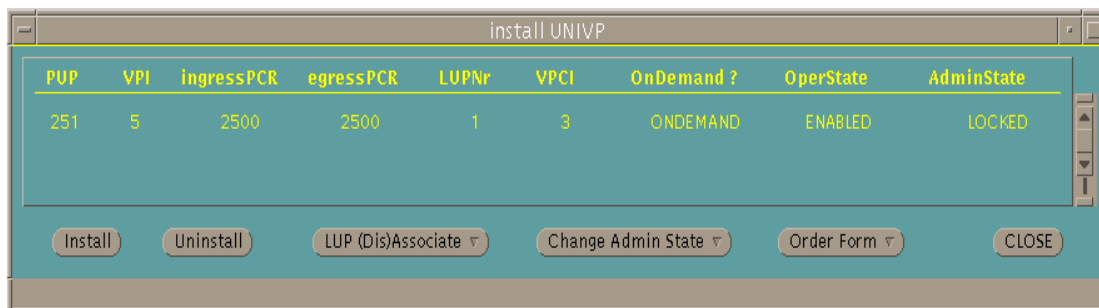 install UNIVP
PUP VPI ingressPCR egressPCR LUPNr VPCI OnDemand ? OperState AdminState
251 5 2500 2500 1 3 ONDEMAND ENABLED LOCKED
Install Uninstall LUP (Dis)Associate Change Admin State Order Form CLOSE